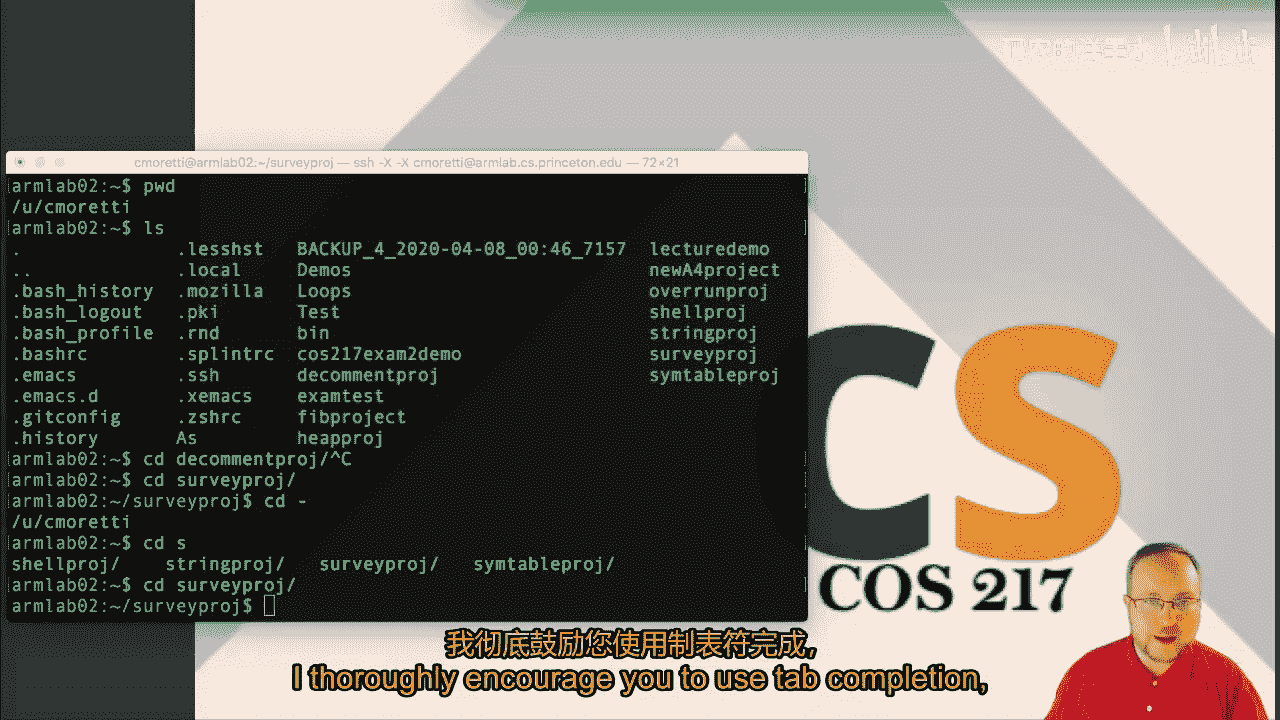 cmoretti@armlab02:~/surveyproj — ssh -X -X cmoretti@armlab.cs.princeton.edu — 72×21
armlab02:~$ pwd
/u/cmoretti
armlab02:~$ ls
. .lesshst BACKUP_4_2020-04-08_00:46_7157 lecturedemo
.. .local Demos newA4project
.bash_history .mozilla Loops overrunproj
.bash_logout .pki Test shellproj
.bash_profile .rnd bin stringproj
.bashrc .splintrc cos217exam2demo surveyproj
.emacs .ssh decommentproj symtableproj
.emacs.d .xemacs examtest
.gitconfig .zshrc fibproject
.history As heapproj
armlab02:~$ cd decommentproj/^C
armlab02:~$ cd surveyproj/
armlab02:~/surveyproj$ cd -
/u/cmoretti
armlab02:~$ cd s
shellproj/ stringproj/ surveyproj/ symtableproj/
armlab02:~$ cd surveyproj/
armlab02:~/surveyproj$
CS
COS 217
我彻底鼓励您使用制表符完成,
I thoroughly encourage you to use tab completion,